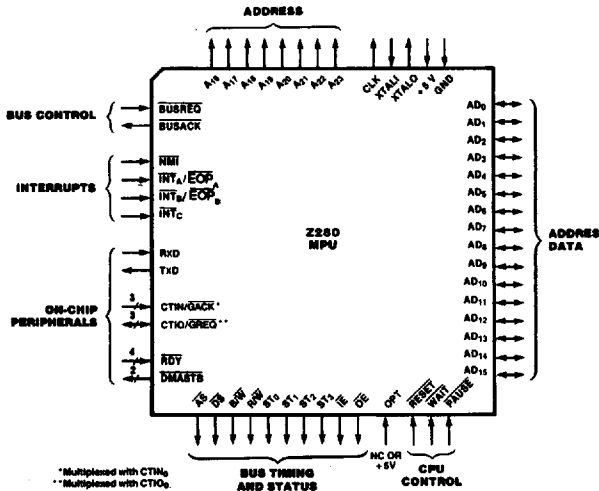 ADDRESS
A16 A17 A18 A19 A20 A21 A22 A23
CLK XTALI XTALO +5 V GND
BUS CONTROL
BUSREQ
BUSACK
INTERRUPTS
NMI
INTA/EOPA
INTB/EOPB
INTC
Z280
MPU
ON-CHIP
PERIPHERALS
RXD
TXD
3 CTIN/GACK*
3 CTIO/GREQ**
4 RDY
2 DMASTB
AD0
AD1
AD2
AD3
AD4
AD5
AD6
AD7
AD8
AD9
AD10
AD11
AD12
AD13
AD14
AD15
ADDRESS
DATA
AS DS B/W R/W ST0 ST1 ST2 ST3 IE OE OPT RESET WAIT PAUSE
BUS TIMING
AND STATUS
NC OR
+5V
CPU
CONTROL
*Multiplexed with CTIN0
**Multiplexed with CTIO0.